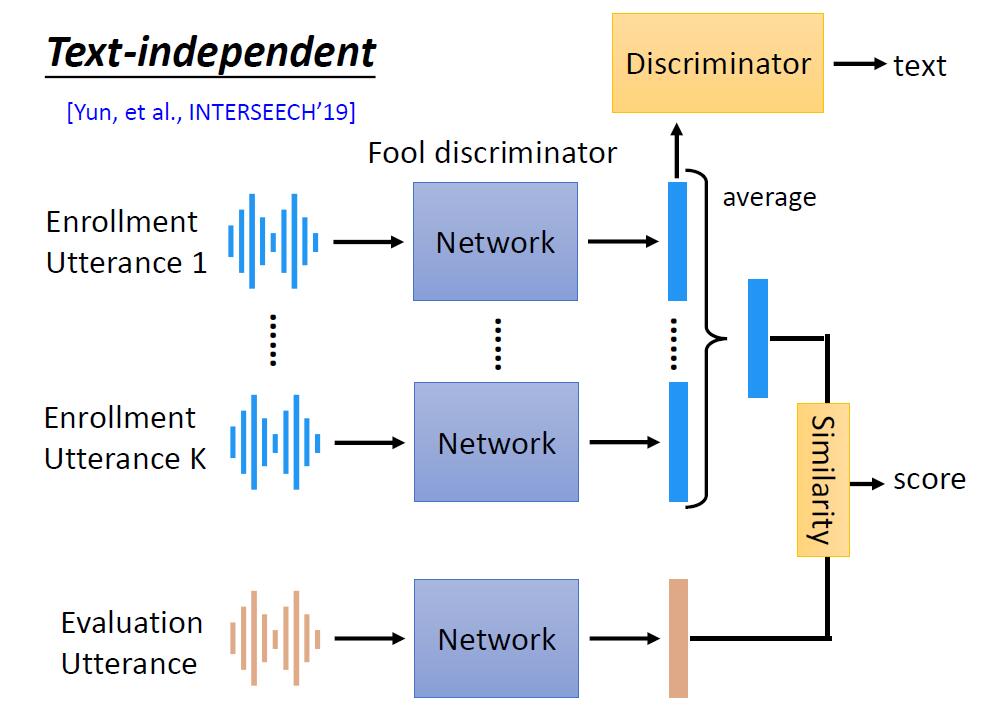 Text-independent
[Yun, et al., INTERSEECH’19]
Discriminator
text
Fool discriminator
average
Enrollment
Utterance 1
Network
Enrollment
Utterance K
Network
Similarity
score
Evaluation
Utterance
Network